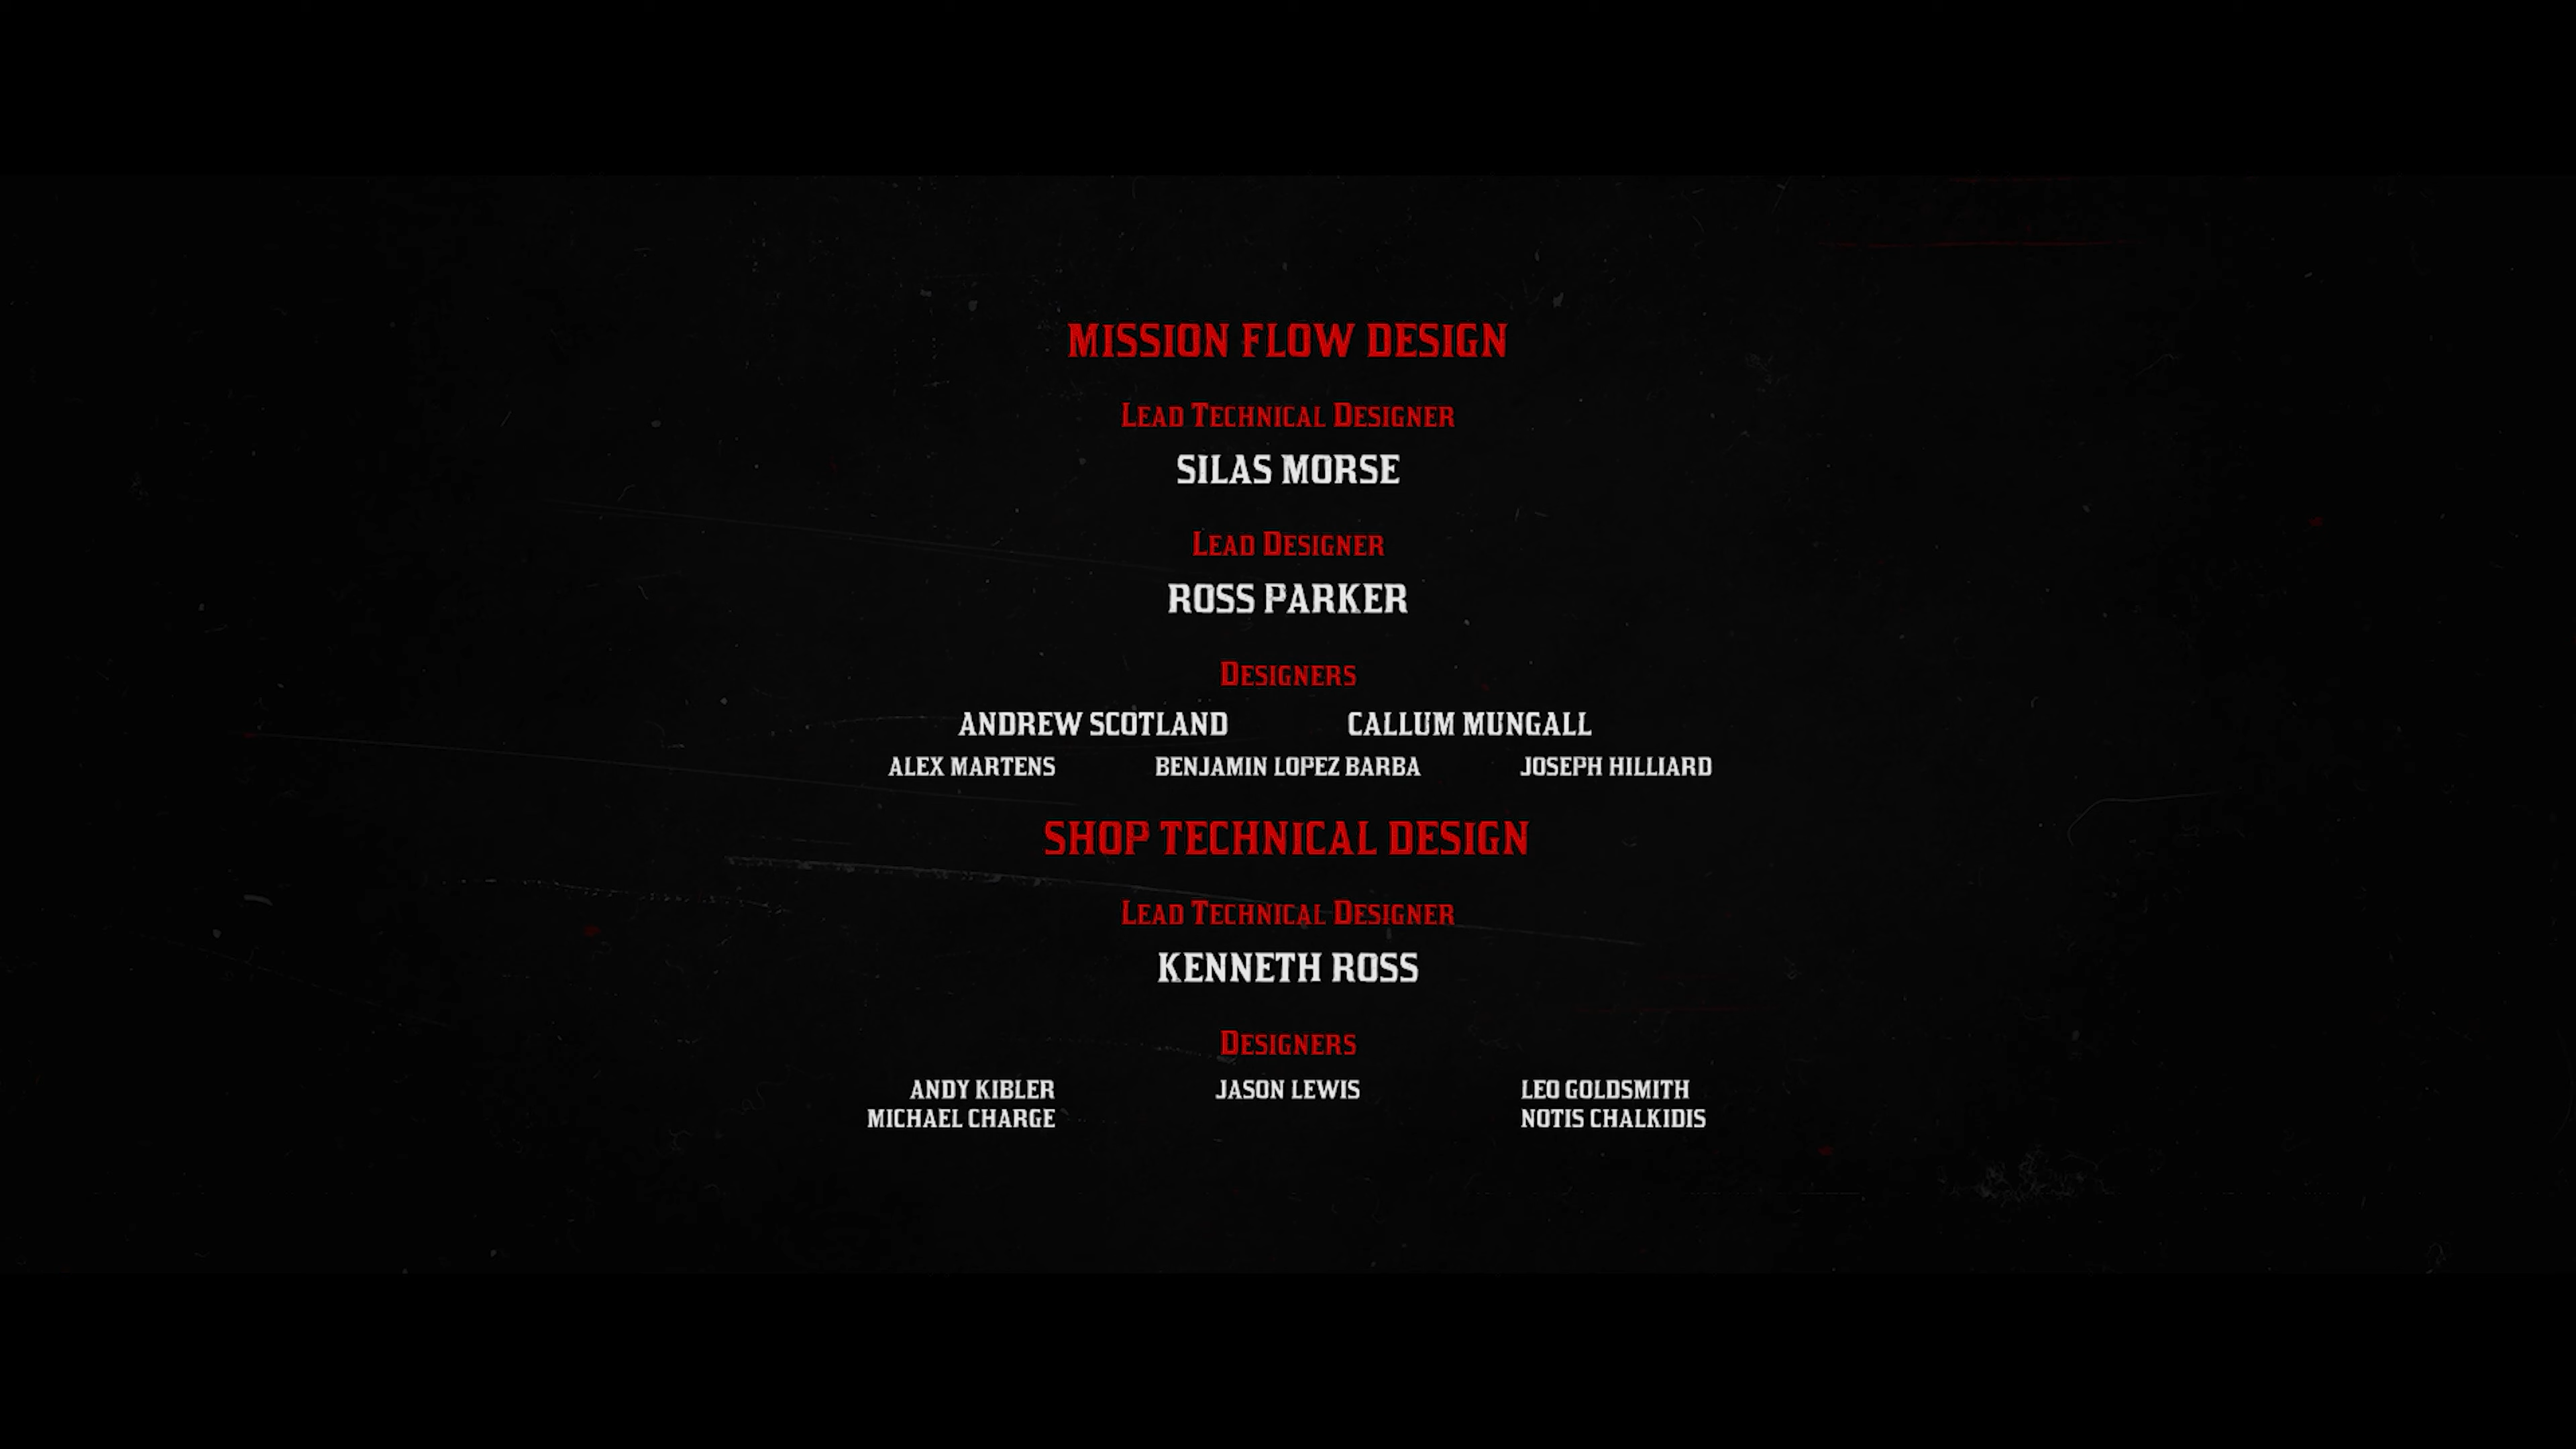 MISSION FLOW DESIGN
LEAD TECHNICAL DESIGNER
SILAS MORSE
LEAD DESIGNER
ROSS PARKER
DESIGNERS
ANDREW SCOTLAND CALLUM MUNGALL
ALEX MARTENS BENJAMIN LOPEZ BARBA JOSEPH HILLIARD
SHOP TECHNICAL DESIGN
LEAD TECHNICAL DESIGNER
KENNETH ROSS
DESIGNERS
ANDY KIBLER JASON LEWIS LEO GOLDSMITH
MICHAEL CHARGE NOTIS CHALKIDIS